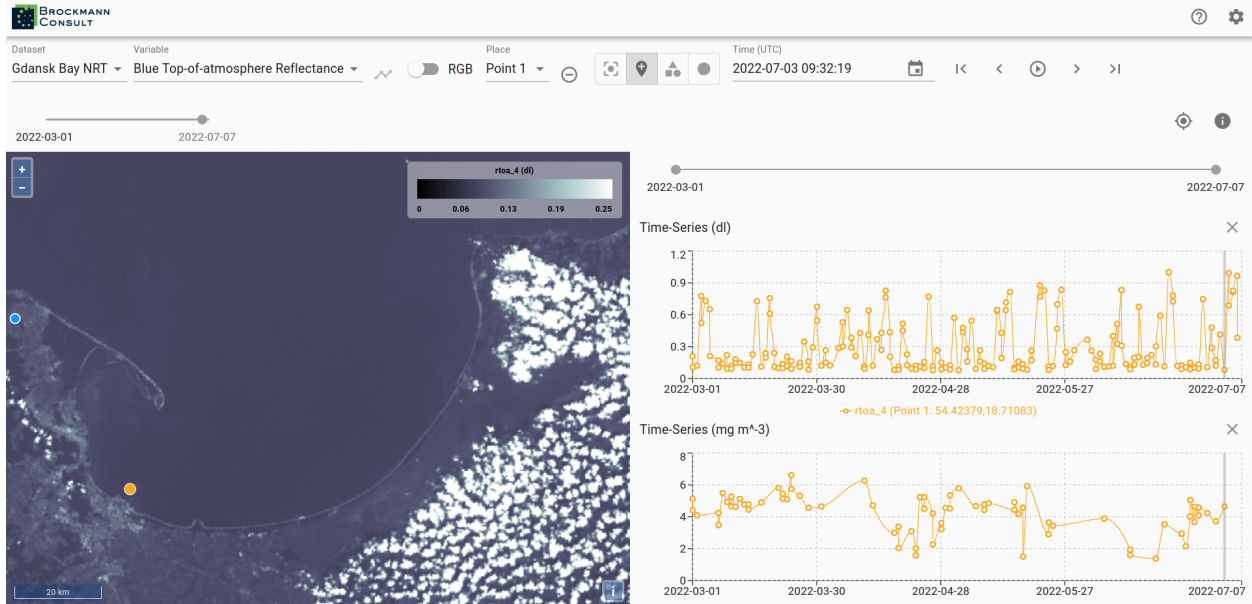 BROCKMANN
CONSULT
Dataset
Gdansk Bay NRT
Variable
Blue Top-of-atmosphere Reflectance
RGB
Place
Point 1
Time (UTC)
2022-07-03 09:32:19
2022-03-01
2022-07-07
+
−
rtoa_4 (dl)
0 0.06 0.13 0.19 0.25
20 km
i
2022-03-01 2022-07-07
Time-Series (dl)
1.2
0.9
0.6
0.3
0
2022-03-01 2022-03-30 2022-04-28 2022-05-27 2022-07-07
rtoa_4 (Point 1: 54.42379,18.71083)
Time-Series (mg m^-3)
8
6
4
2
0
2022-03-01 2022-03-30 2022-04-28 2022-05-27 2022-07-07